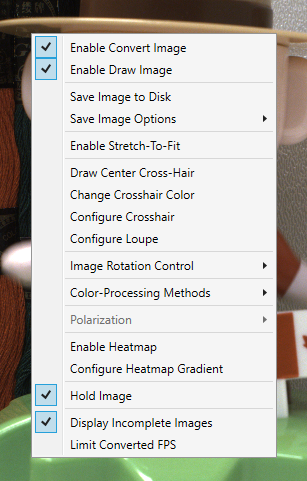 Enable Convert Image
Enable Draw Image
Save Image to Disk
Save Image Options
Enable Stretch-To-Fit
Draw Center Cross-Hair
Change Crosshair Color
Configure Crosshair
Configure Loupe
Image Rotation Control
Color-Processing Methods
Polarization
Enable Heatmap
Configure Heatmap Gradient
Hold Image
Display Incomplete Images
Limit Converted FPS